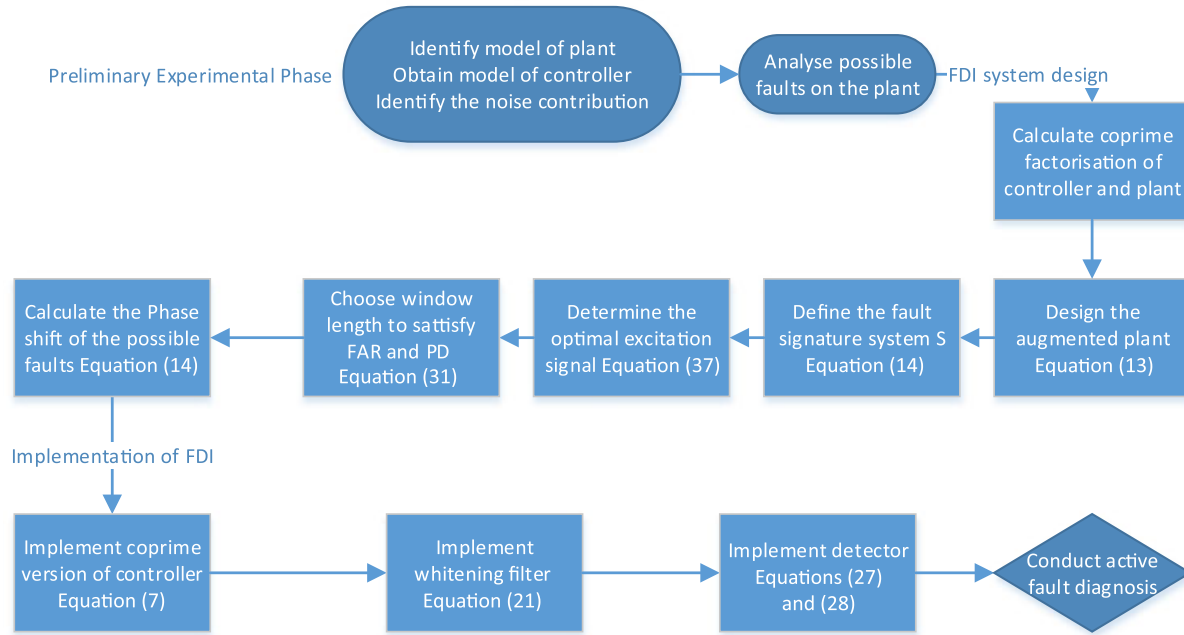 Preliminary Experimental Phase
Identify model of plant
Obtain model of controller
Identify the noise contribution
Analyse possible
faults on the plant
FDI system design
Calculate coprime
factorisation of
controller and plant
Design the
augmented plant
Equation (13)
Define the fault
signature system S
Equation (14)
Determine the
optimal excitation
signal Equation (37)
Choose window
length to sattisfy
FAR and PD
Equation (31)
Calculate the Phase
shift of the possible
faults Equation (14)
Implementation of FDI
Implement coprime
version of controller
Equation (7)
Implement
whitening filter
Equation (21)
Implement detector
Equations (27)
and (28)
Conduct active
fault diagnosis